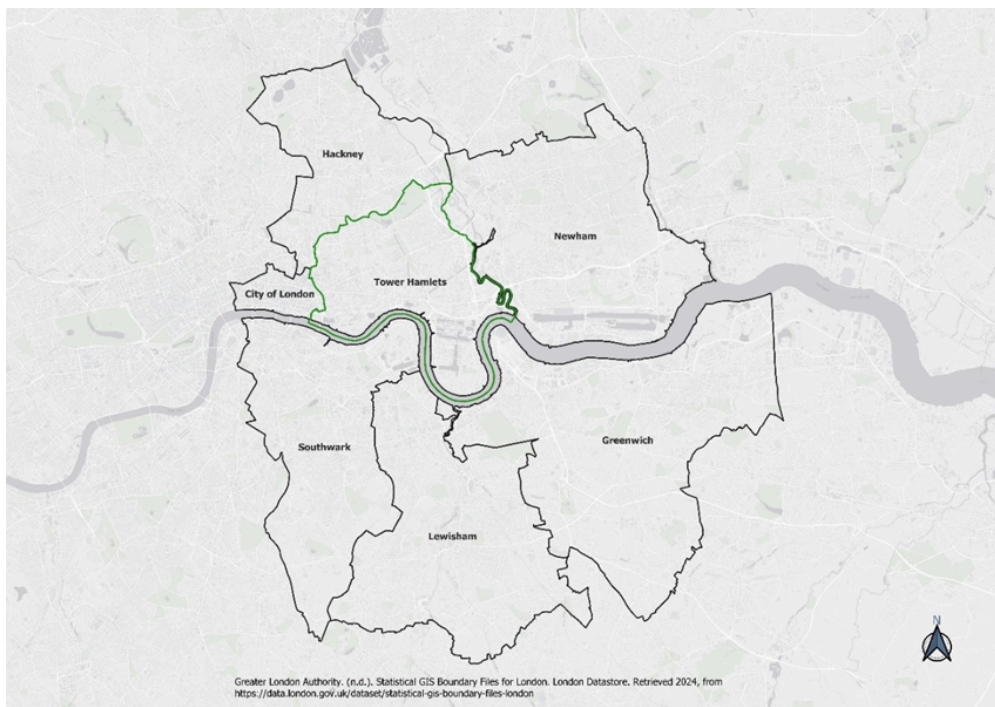 Hackney
Newham
Tower Hamlets
City of London
Greenwich
Southwark
Lewisham
N
Greater London Authority. (n.d.). Statistical GIS Boundary Files for London. London Datastore. Retrieved 2024, from
https://data.london.gov.uk/dataset/statistical-gis-boundary-files-london